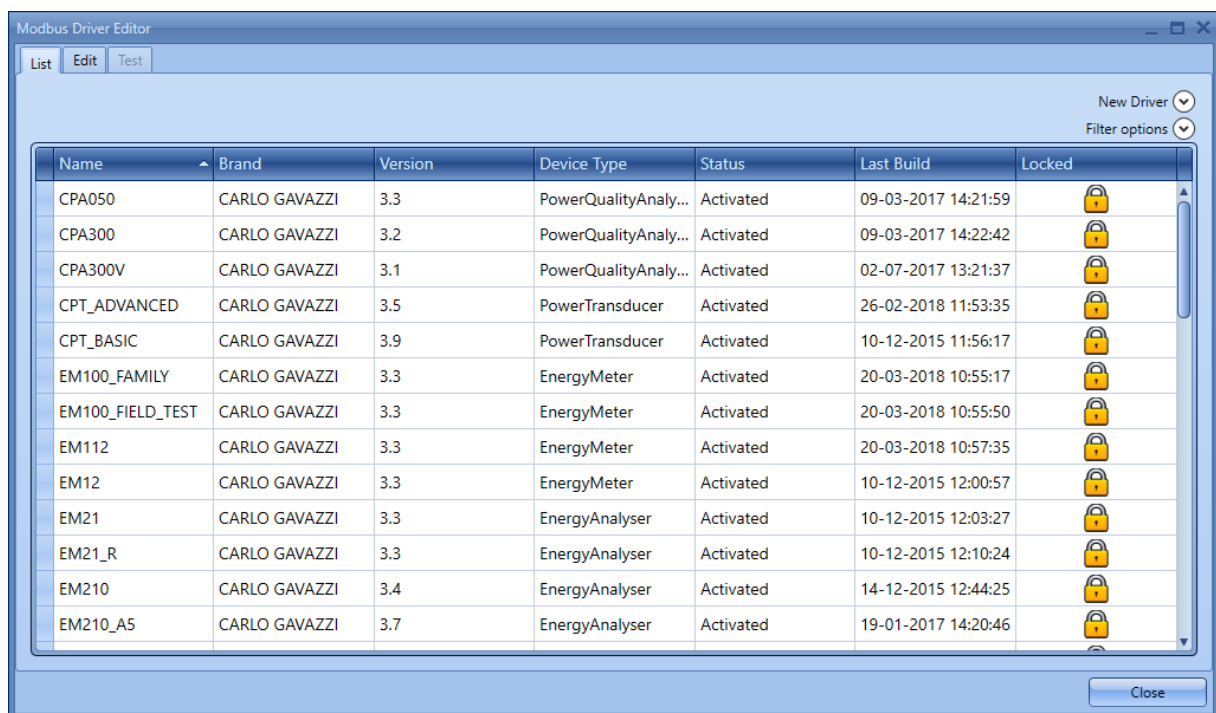 Modbus Driver Editor
List Edit Test
New Driver
Filter options
Name Brand Version Device Type Status Last Build Locked
CPA050 CARLO GAVAZZI 3.3 PowerQualityAnaly... Activated 09-03-2017 14:21:59
CPA300 CARLO GAVAZZI 3.2 PowerQualityAnaly... Activated 09-03-2017 14:22:42
CPA300V CARLO GAVAZZI 3.1 PowerQualityAnaly... Activated 02-07-2017 13:21:37
CPT_ADVANCED CARLO GAVAZZI 3.5 PowerTransducer Activated 26-02-2018 11:53:35
CPT_BASIC CARLO GAVAZZI 3.9 PowerTransducer Activated 10-12-2015 11:56:17
EM100_FAMILY CARLO GAVAZZI 3.3 EnergyMeter Activated 20-03-2018 10:55:17
EM100_FIELD_TEST CARLO GAVAZZI 3.3 EnergyMeter Activated 20-03-2018 10:55:50
EM112 CARLO GAVAZZI 3.3 EnergyMeter Activated 20-03-2018 10:57:35
EM12 CARLO GAVAZZI 3.3 EnergyMeter Activated 10-12-2015 12:00:57
EM21 CARLO GAVAZZI 3.3 EnergyAnalyser Activated 10-12-2015 12:03:27
EM21_R CARLO GAVAZZI 3.3 EnergyAnalyser Activated 10-12-2015 12:10:24
EM210 CARLO GAVAZZI 3.4 EnergyAnalyser Activated 14-12-2015 12:44:25
EM210_A5 CARLO GAVAZZI 3.7 EnergyAnalyser Activated 19-01-2017 14:20:46
Close